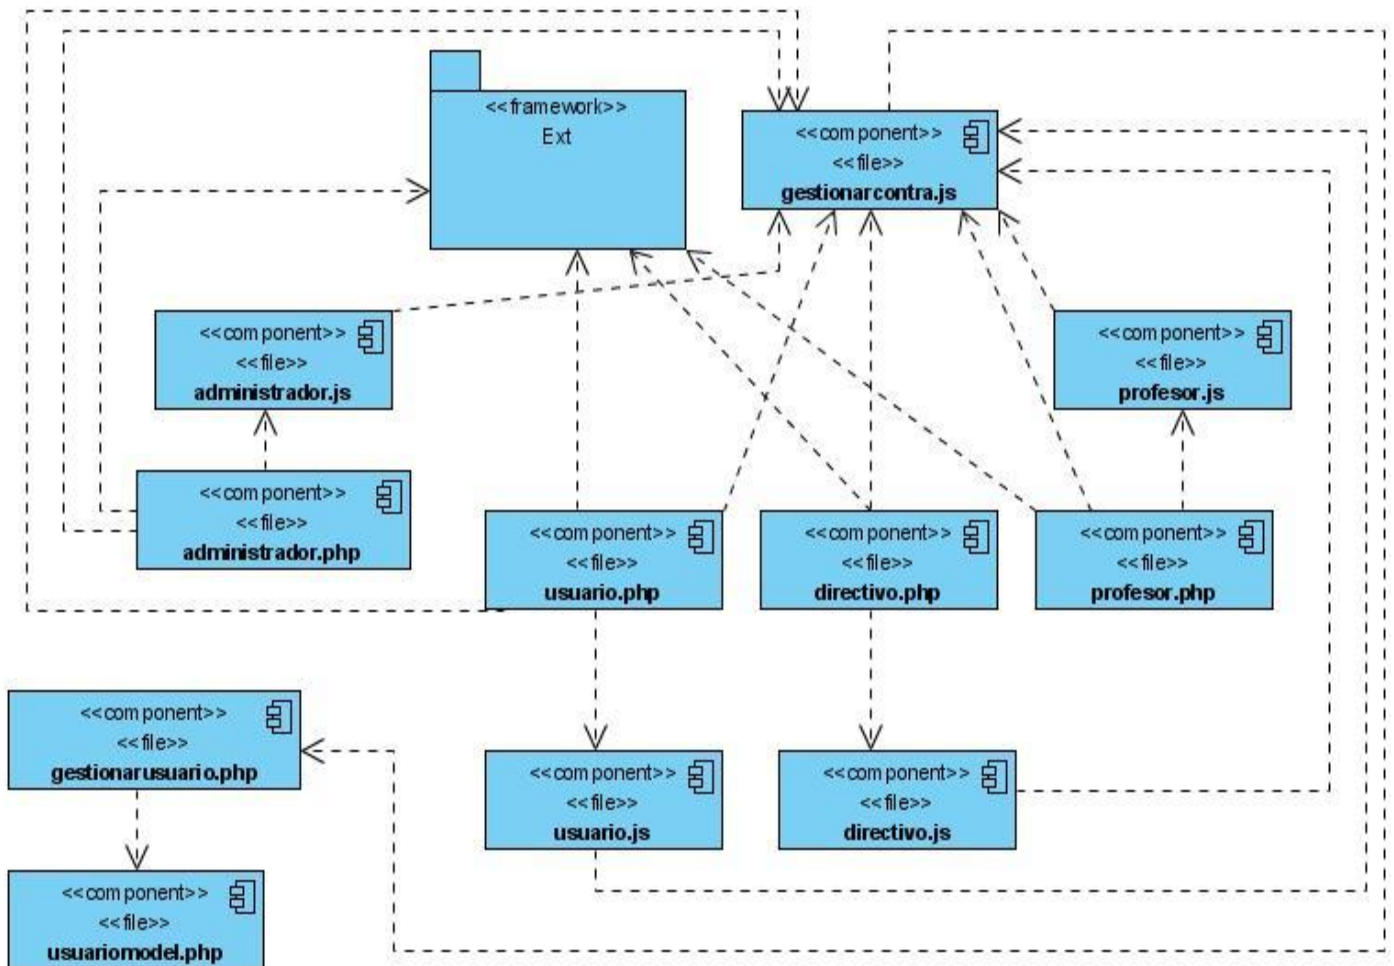 <<framework>>
Ext
<<component>>
<<file>>
gestionarcontra.js
<<component>>
<<file>>
administrador.js
<<component>>
<<file>>
profesor.js
<<component>>
<<file>>
administrador.php
<<component>>
<<file>>
usuario.php
<<component>>
<<file>>
directivo.php
<<component>>
<<file>>
profesor.php
<<component>>
<<file>>
gestionarusuario.php
<<component>>
<<file>>
usuario.js
<<component>>
<<file>>
directivo.js
<<component>>
<<file>>
usuariomodel.php